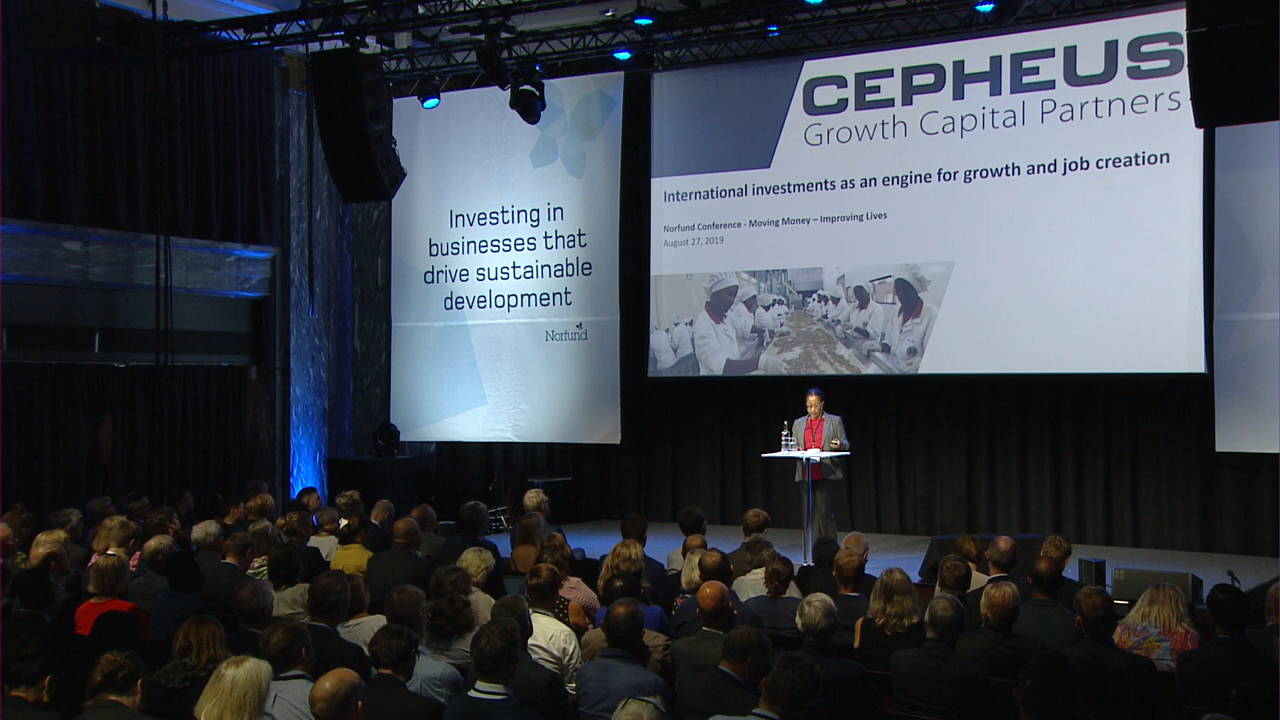 Investing in
businesses that
drive sustainable
development
Norfund
CEPHEUS
Growth Capital Partners
International investments as an engine for growth and job creation
Norfund Conference - Moving Money – Improving Lives
August 27, 2019